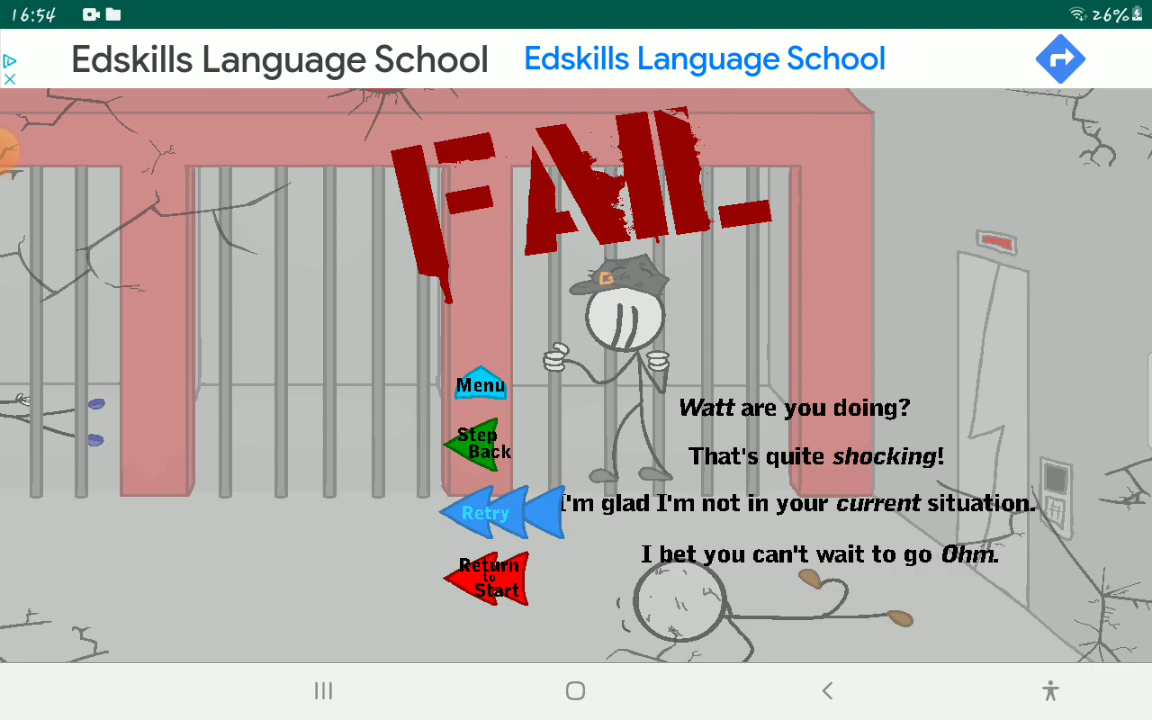 16:54
26%
Edskills Language School
Edskills Language School
FAIL
G
Menu
Step
Back
Retry
Return
to
Start
Watt are you doing?
That's quite shocking!
I'm glad I'm not in your current situation.
I bet you can't wait to go Ohm.